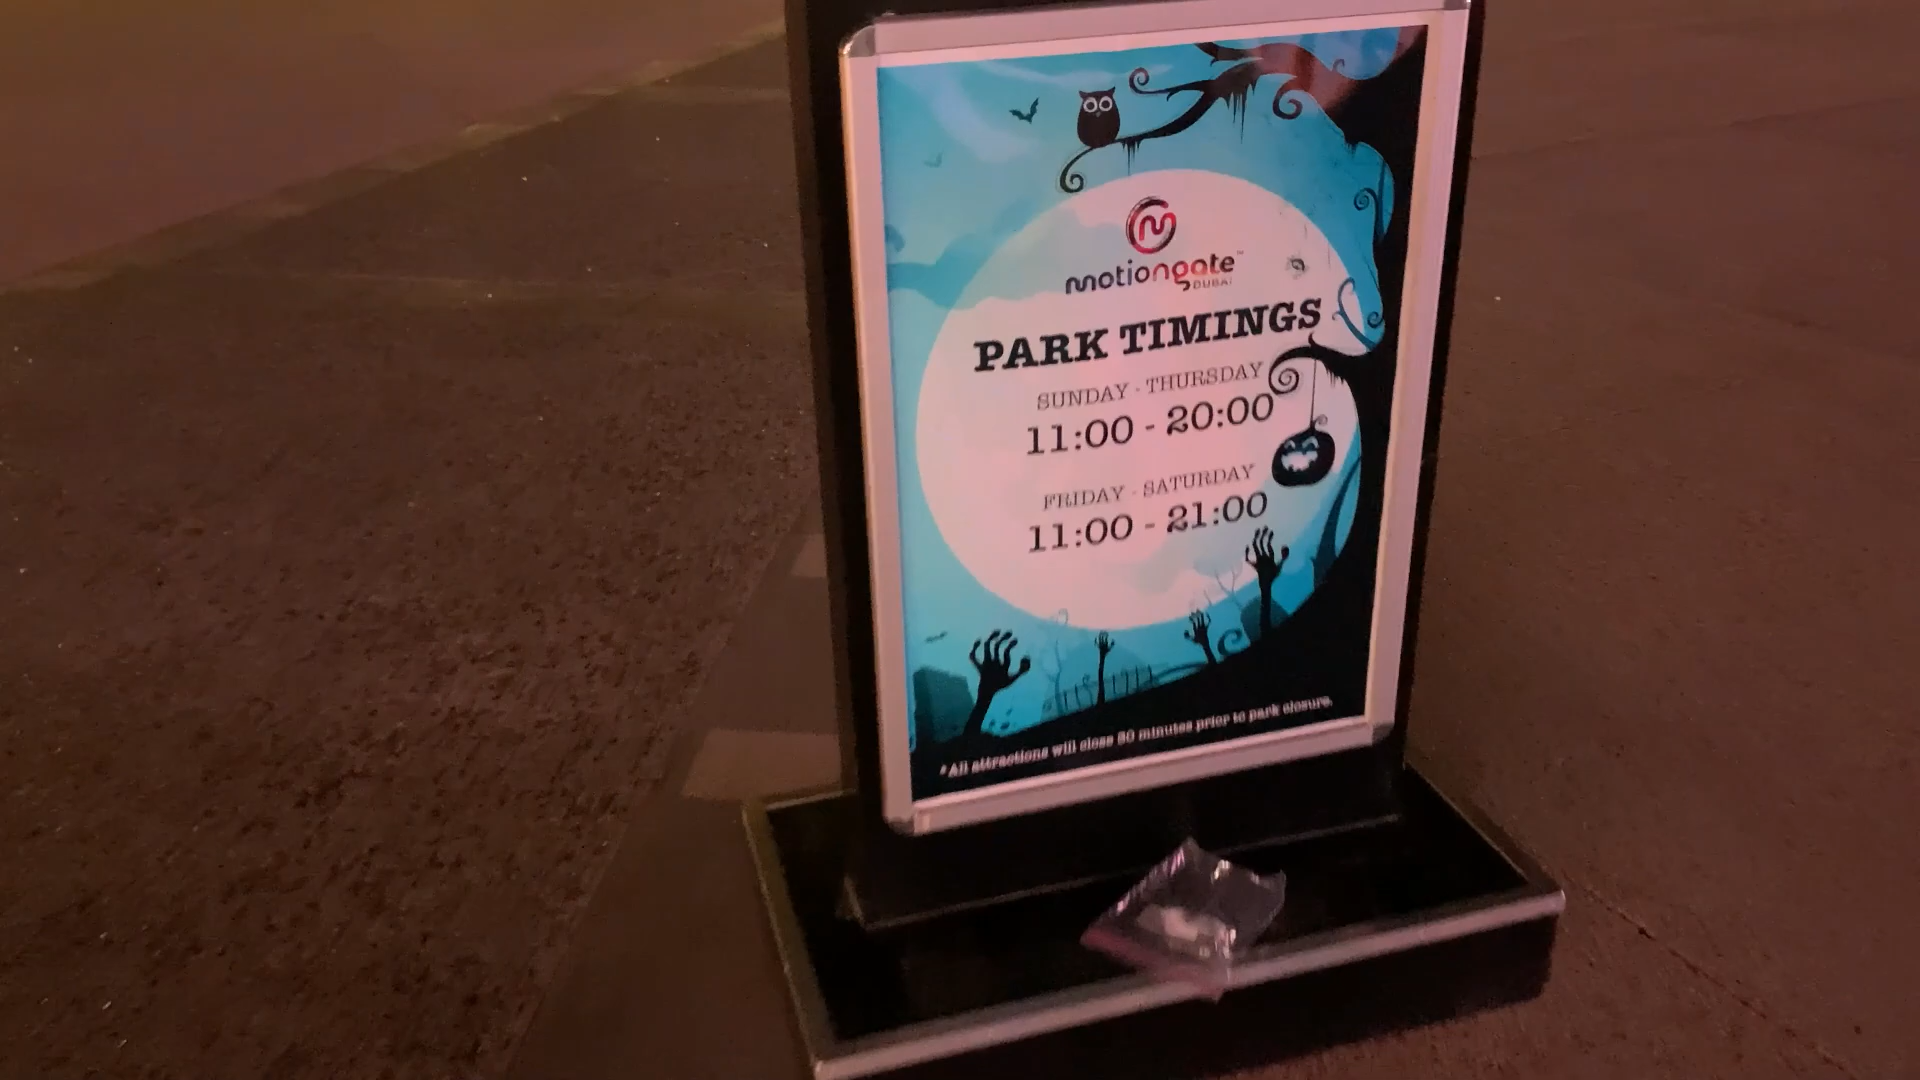 motiongate™
DUBAI
PARK TIMINGS
SUNDAY - THURSDAY
11:00 - 20:00
FRIDAY - SATURDAY
11:00 - 21:00
*All attractions will close 30 minutes prior to park closure.